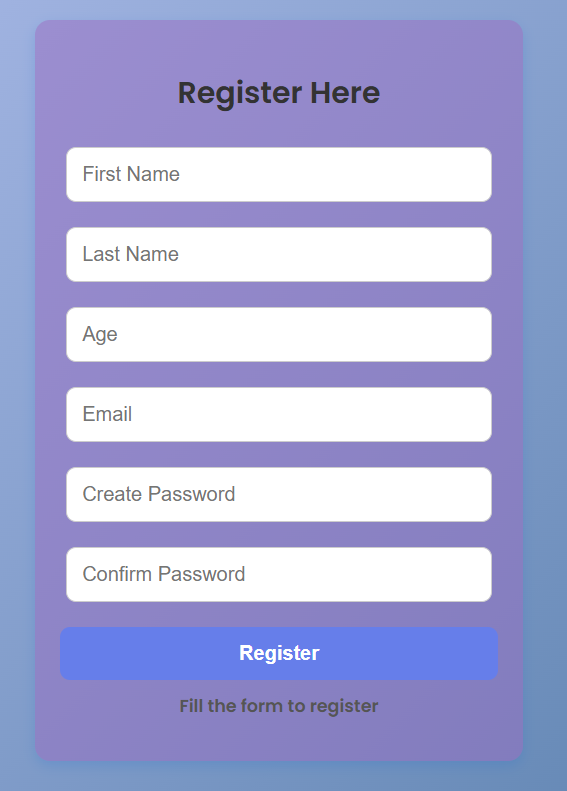 Register Here
First Name
Last Name
Age
Email
Create Password
Confirm Password
Register
Fill the form to register